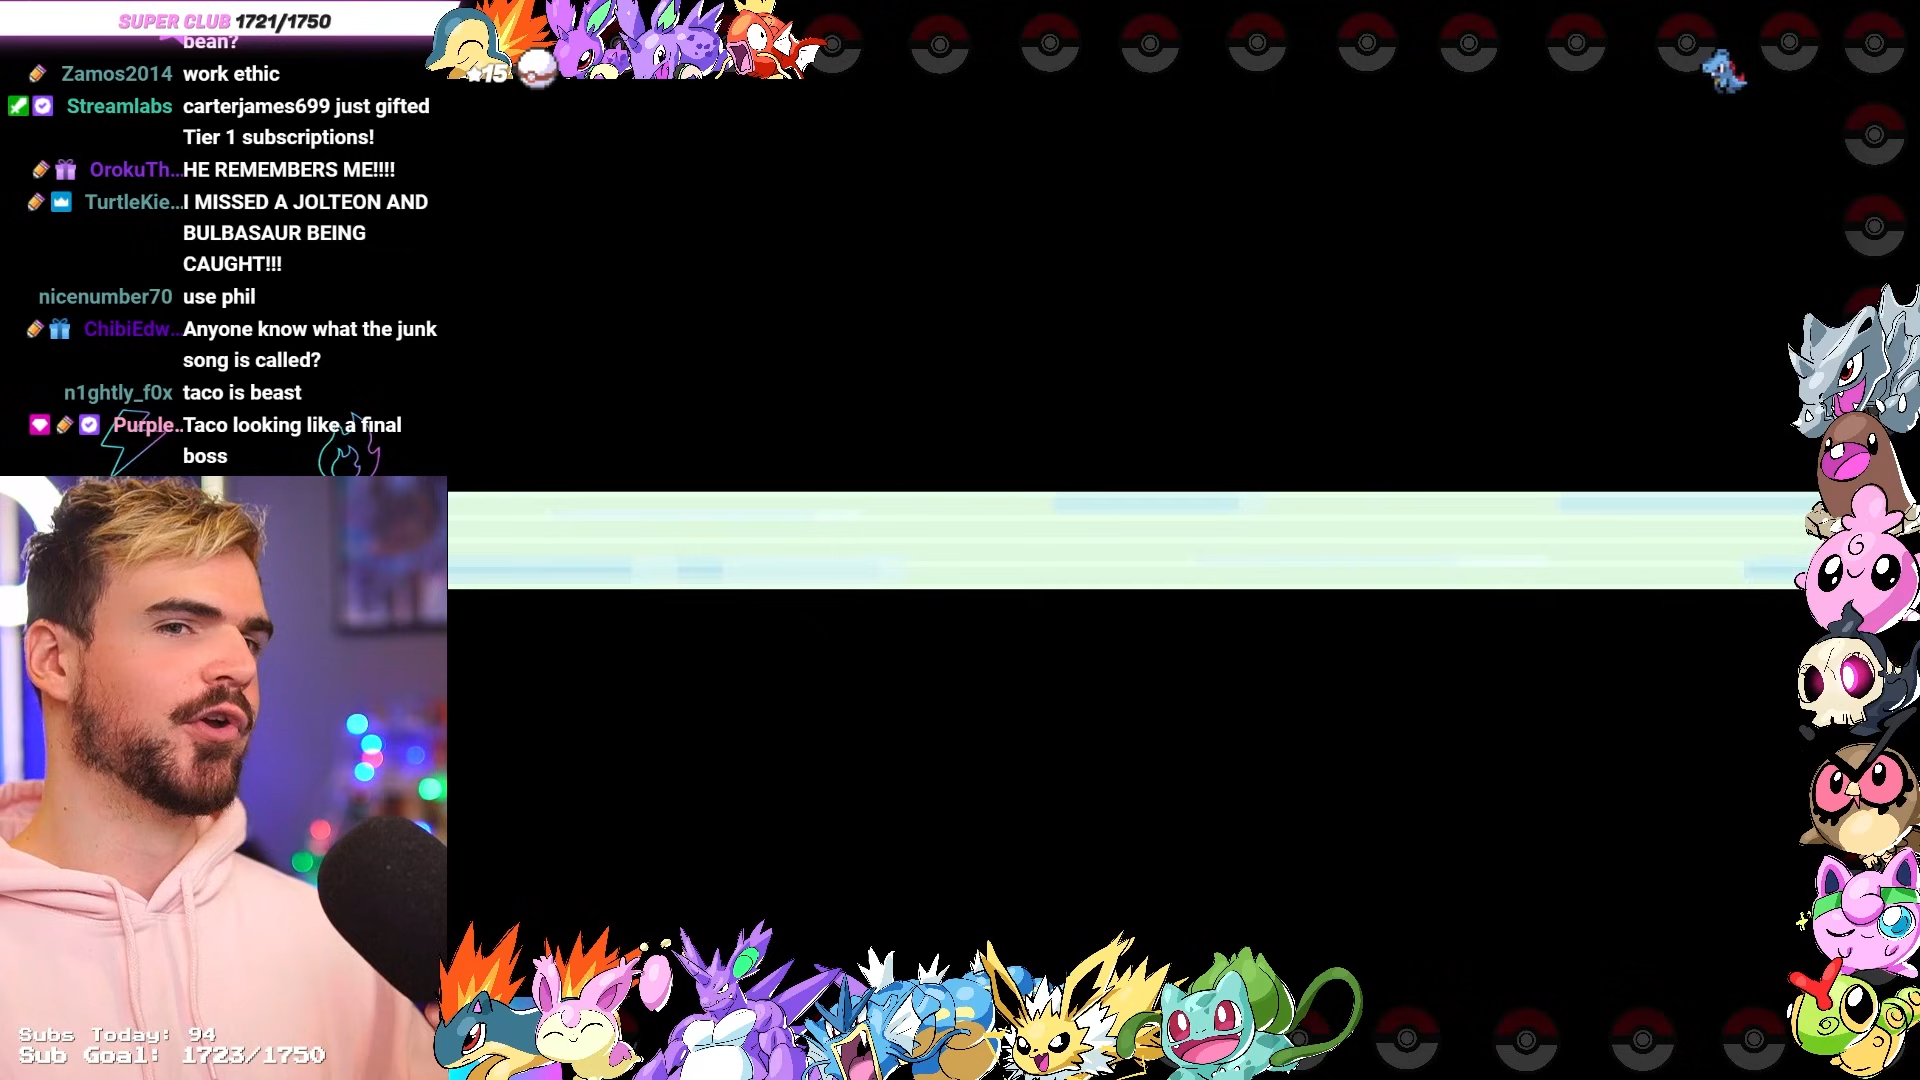 SUPER CLUB 1721/1750
bean?
Zamos2014 work ethic
Streamlabs carterjames699 just gifted
Tier 1 subscriptions!
OrokuTh... HE REMEMBERS ME!!!!
TurtleKie... I MISSED A JOLTEON AND
BULBASAUR BEING
CAUGHT!!!
nicenumber70 use phil
ChibiEdw... Anyone know what the junk
song is called?
n1ghtly_f0x taco is beast
Purple... Taco looking like a final
boss
★15
Subs Today: 94
Sub Goal: 1723/1750